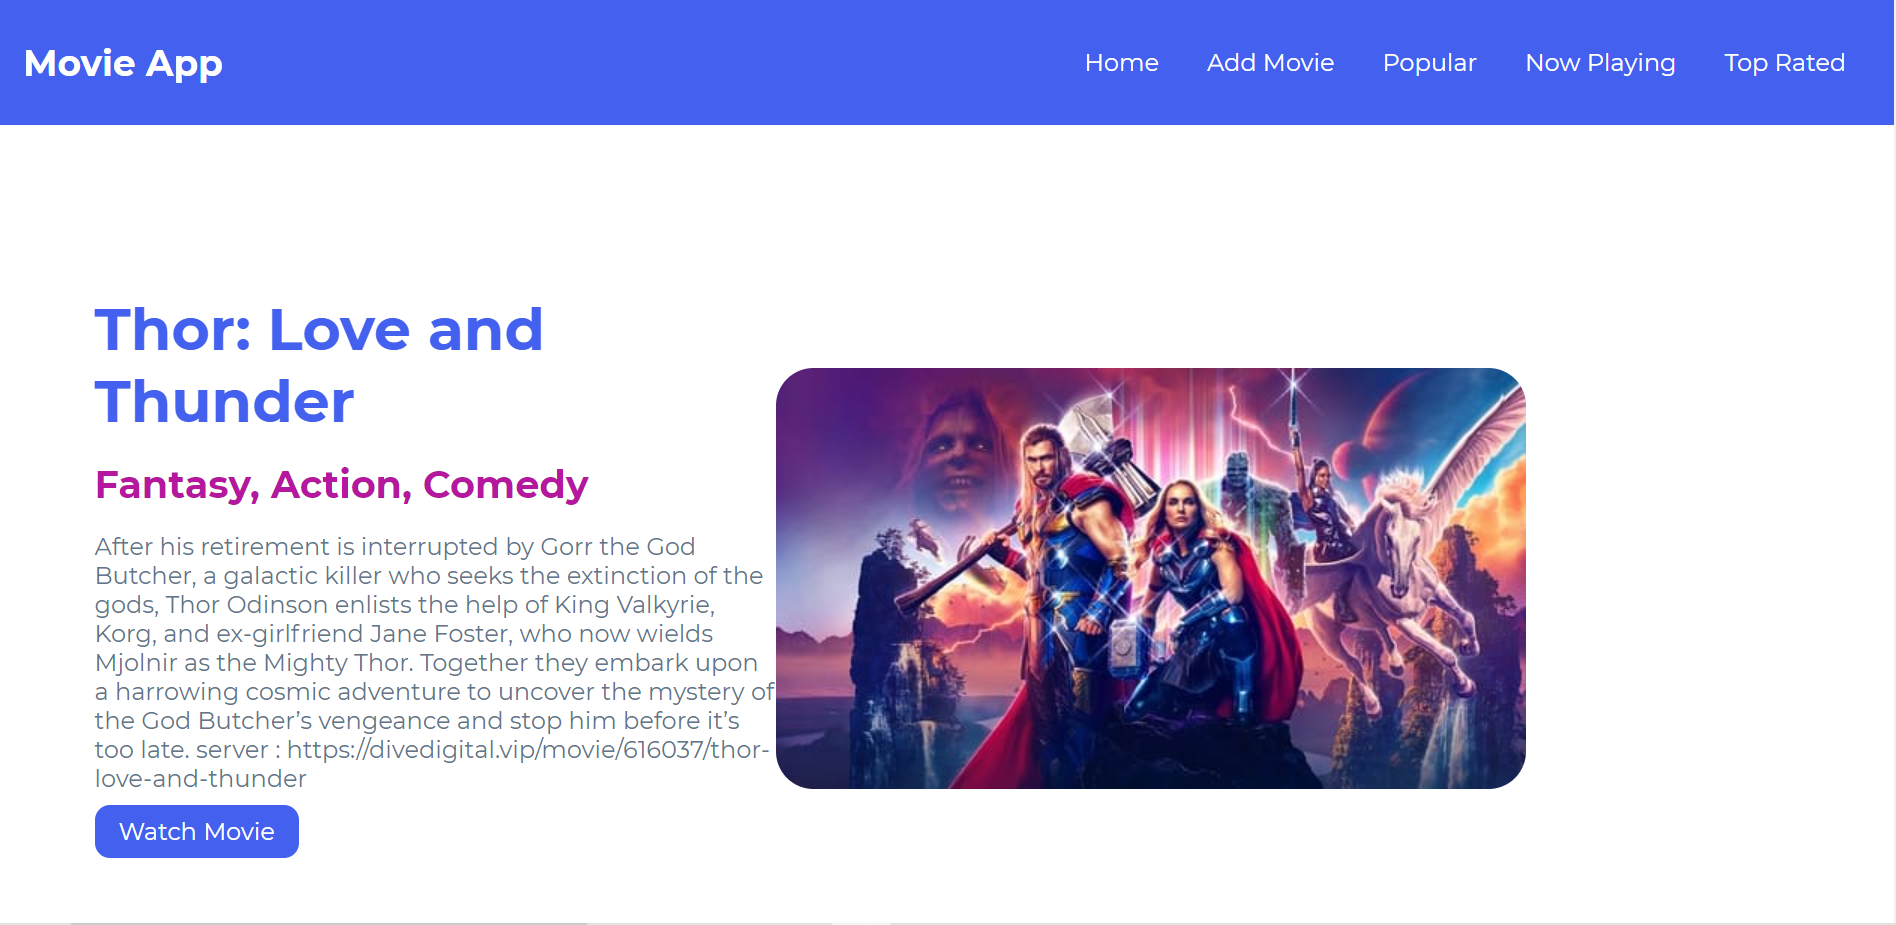 Movie App
Home Add Movie Popular Now Playing Top Rated
Thor: Love and
Thunder
Fantasy, Action, Comedy
After his retirement is interrupted by Gorr the God
Butcher, a galactic killer who seeks the extinction of the
gods, Thor Odinson enlists the help of King Valkyrie,
Korg, and ex-girlfriend Jane Foster, who now wields
Mjolnir as the Mighty Thor. Together they embark upon
a harrowing cosmic adventure to uncover the mystery of
the God Butcher’s vengeance and stop him before it’s
too late. server : https://divedigital.vip/movie/616037/thor-
love-and-thunder
Watch Movie